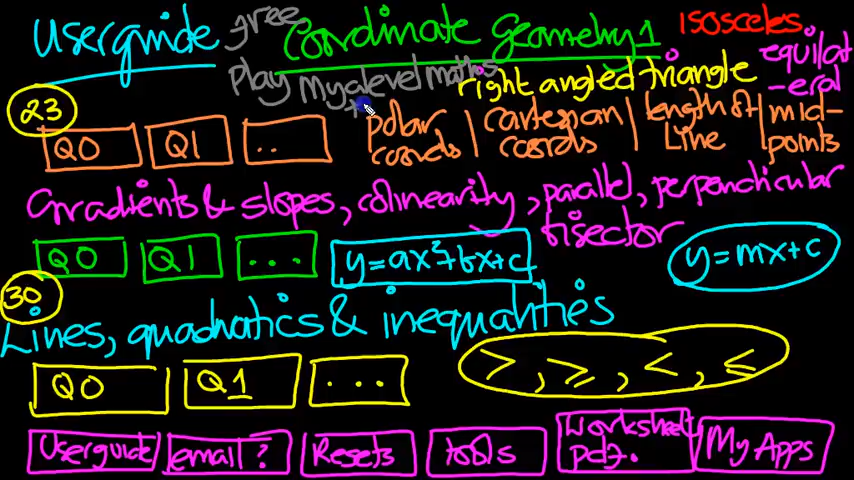 Userguide free Coordinate Geometry 1 isosceles
Play myalevelmaths right angled triangle equilat
-eral
23 Q0 Q1 .. polar coords | cartesian coords | length of Line | mid-points
Gradients & slopes, colinearity, parallel, perpendicular
bisector
Q0 Q1 ... y=ax²+bx+c y=mx+c
30
Lines, quadratics & inequalities
Q0 Q1 ... >, ≥, <, ≤
Userguide email? Resets tools Worksheet pdf. My Apps